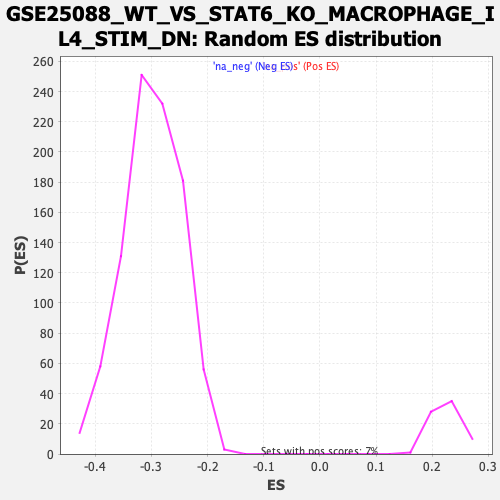 GSE25088_WT_VS_STAT6_KO_MACROPHAGE_I
L4_STIM_DN: Random ES distribution
'na_neg' (Neg ES)s' (Pos ES)
260
240
220
200
180
160
140
120
100
80
60
40
20
0
P(ES)
Sets with pos scores: 7%
-0.4 -0.3 -0.2 -0.1 0.0 0.1 0.2 0.3
ES